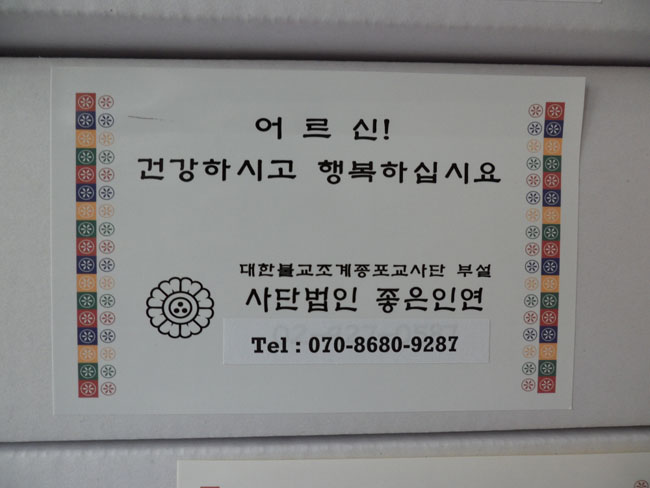 어르신!
건강하시고 행복하십시요
대한불교조계종포교사단 부설
사단법인 좋은인연
Tel : 070-8680-9287